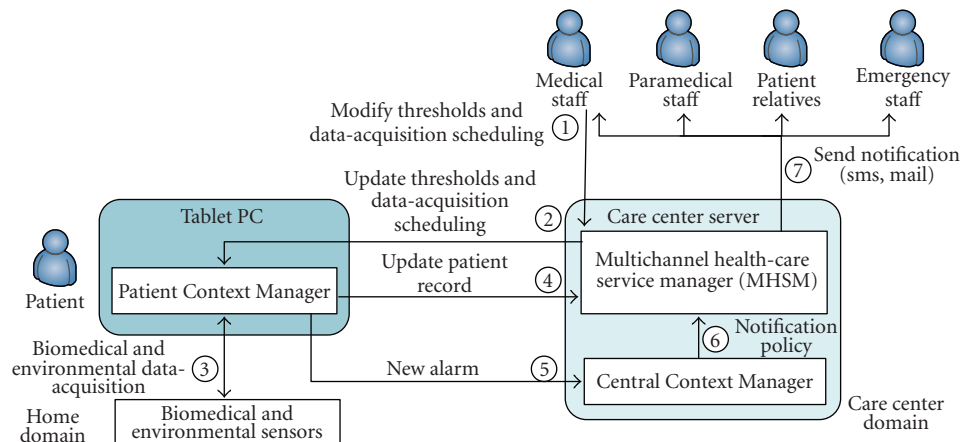 Medical
staff
Paramedical
staff
Patient
relatives
Emergency
staff
Modify thresholds and
data-acquisition scheduling
1
7
Send notification
(sms, mail)
Update thresholds and
data-acquisition
scheduling
2
Tablet PC
Care center server
Patient
Patient Context Manager
Update patient
record
4
Multichannel health-care
service manager (MHSM)
6
Notification
policy
Biomedical and
environmental data-
acquisition
3
New alarm
5
Central Context Manager
Home
domain
Biomedical and
environmental sensors
Care center
domain